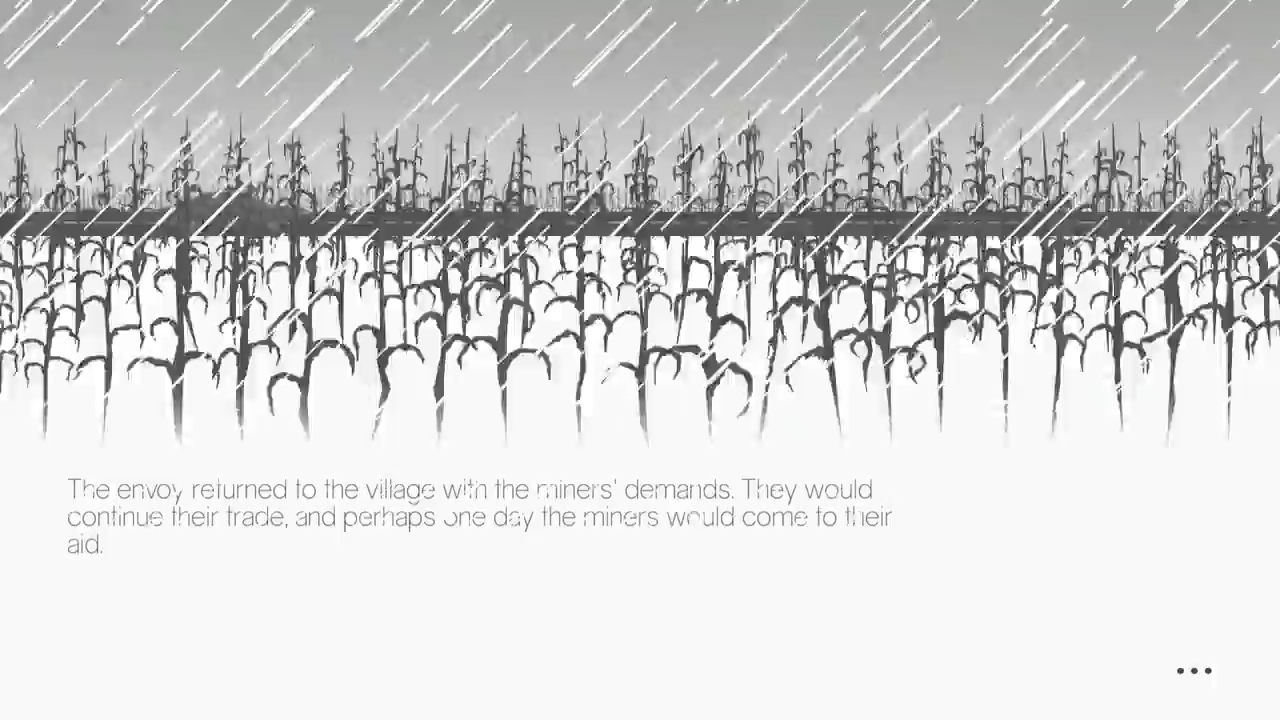 The envoy returned to the village with the miners' demands. They would
continue their trade, and perhaps one day the miners would come to their
aid.